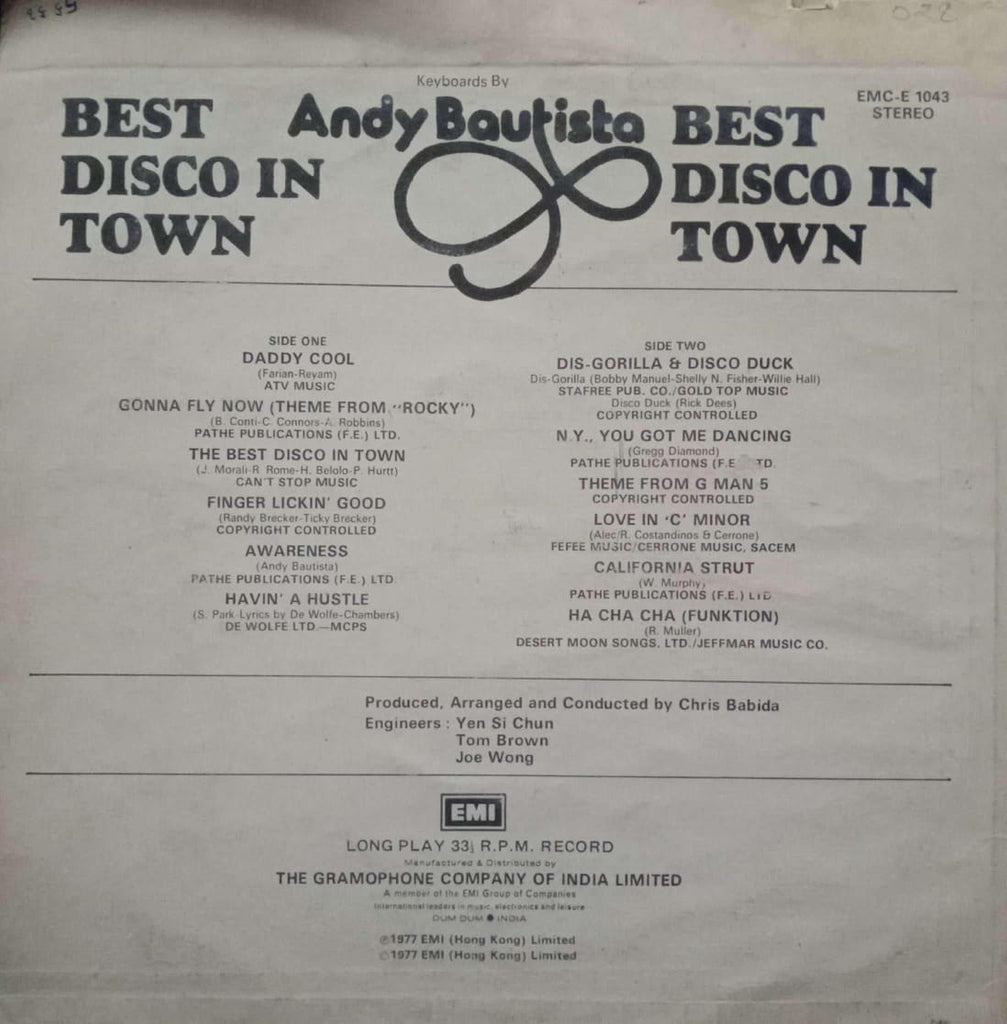 Keyboards By
Andy Bautista
BEST
DISCO IN
TOWN
BEST
DISCO IN
TOWN
EMC-E 1043
STEREO
SIDE ONE
DADDY COOL
(Farian-Reyam)
ATV MUSIC
GONNA FLY NOW (THEME FROM "ROCKY")
(B. Conti-C. Connors-A. Robbins)
PATHE PUBLICATIONS (F.E.) LTD.
THE BEST DISCO IN TOWN
(J. Morali-R. Rome-H. Belolo-P. Hurtt)
CAN'T STOP MUSIC
FINGER LICKIN' GOOD
(Randy Brecker-Ticky Brecker)
COPYRIGHT CONTROLLED
AWARENESS
(Andy Bautista)
PATHE PUBLICATIONS (F.E.) LTD
HAVIN' A HUSTLE
(S. Park-Lyrics by De Wolfe-Chambers)
DE WOLFE LTD.—MCPS
SIDE TWO
DIS-GORILLA & DISCO DUCK
Dis-Gorilla (Bobby Manuel-Shelly N. Fisher-Willie Hall)
STAFREE PUB. CO./GOLD TOP MUSIC
Disco Duck (Rick Dees)
COPYRIGHT CONTROLLED
N.Y., YOU GOT ME DANCING
(Gregg Diamond)
PATHE PUBLICATIONS (F.E TD.
THEME FROM G MAN 5
COPYRIGHT CONTROLLED
LOVE IN 'C' MINOR
(Alec/R. Costandinos & Cerrone)
FEFEE MUSIC/CERRONE MUSIC, SACEM
CALIFORNIA STRUT
(W. Murphy)
PATHE PUBLICATIONS (F.E.) LTD
HA CHA CHA (FUNKTION)
(R. Muller)
DESERT MOON SONGS. LTD./JEFFMAR MUSIC CO.
Produced, Arranged and Conducted by Chris Babida
Engineers : Yen Si Chun
Tom Brown
Joe Wong
EMI
LONG PLAY 33⅓ R.P.M. RECORD
Manufactured & Distributed by
THE GRAMOPHONE COMPANY OF INDIA LIMITED
A member of the EMI Group of Companies
International leaders in music, electronics and leisure
DUM DUM ● INDIA
℗1977 EMI (Hong Kong) Limited
©1977 EMI (Hong Kong) Limited